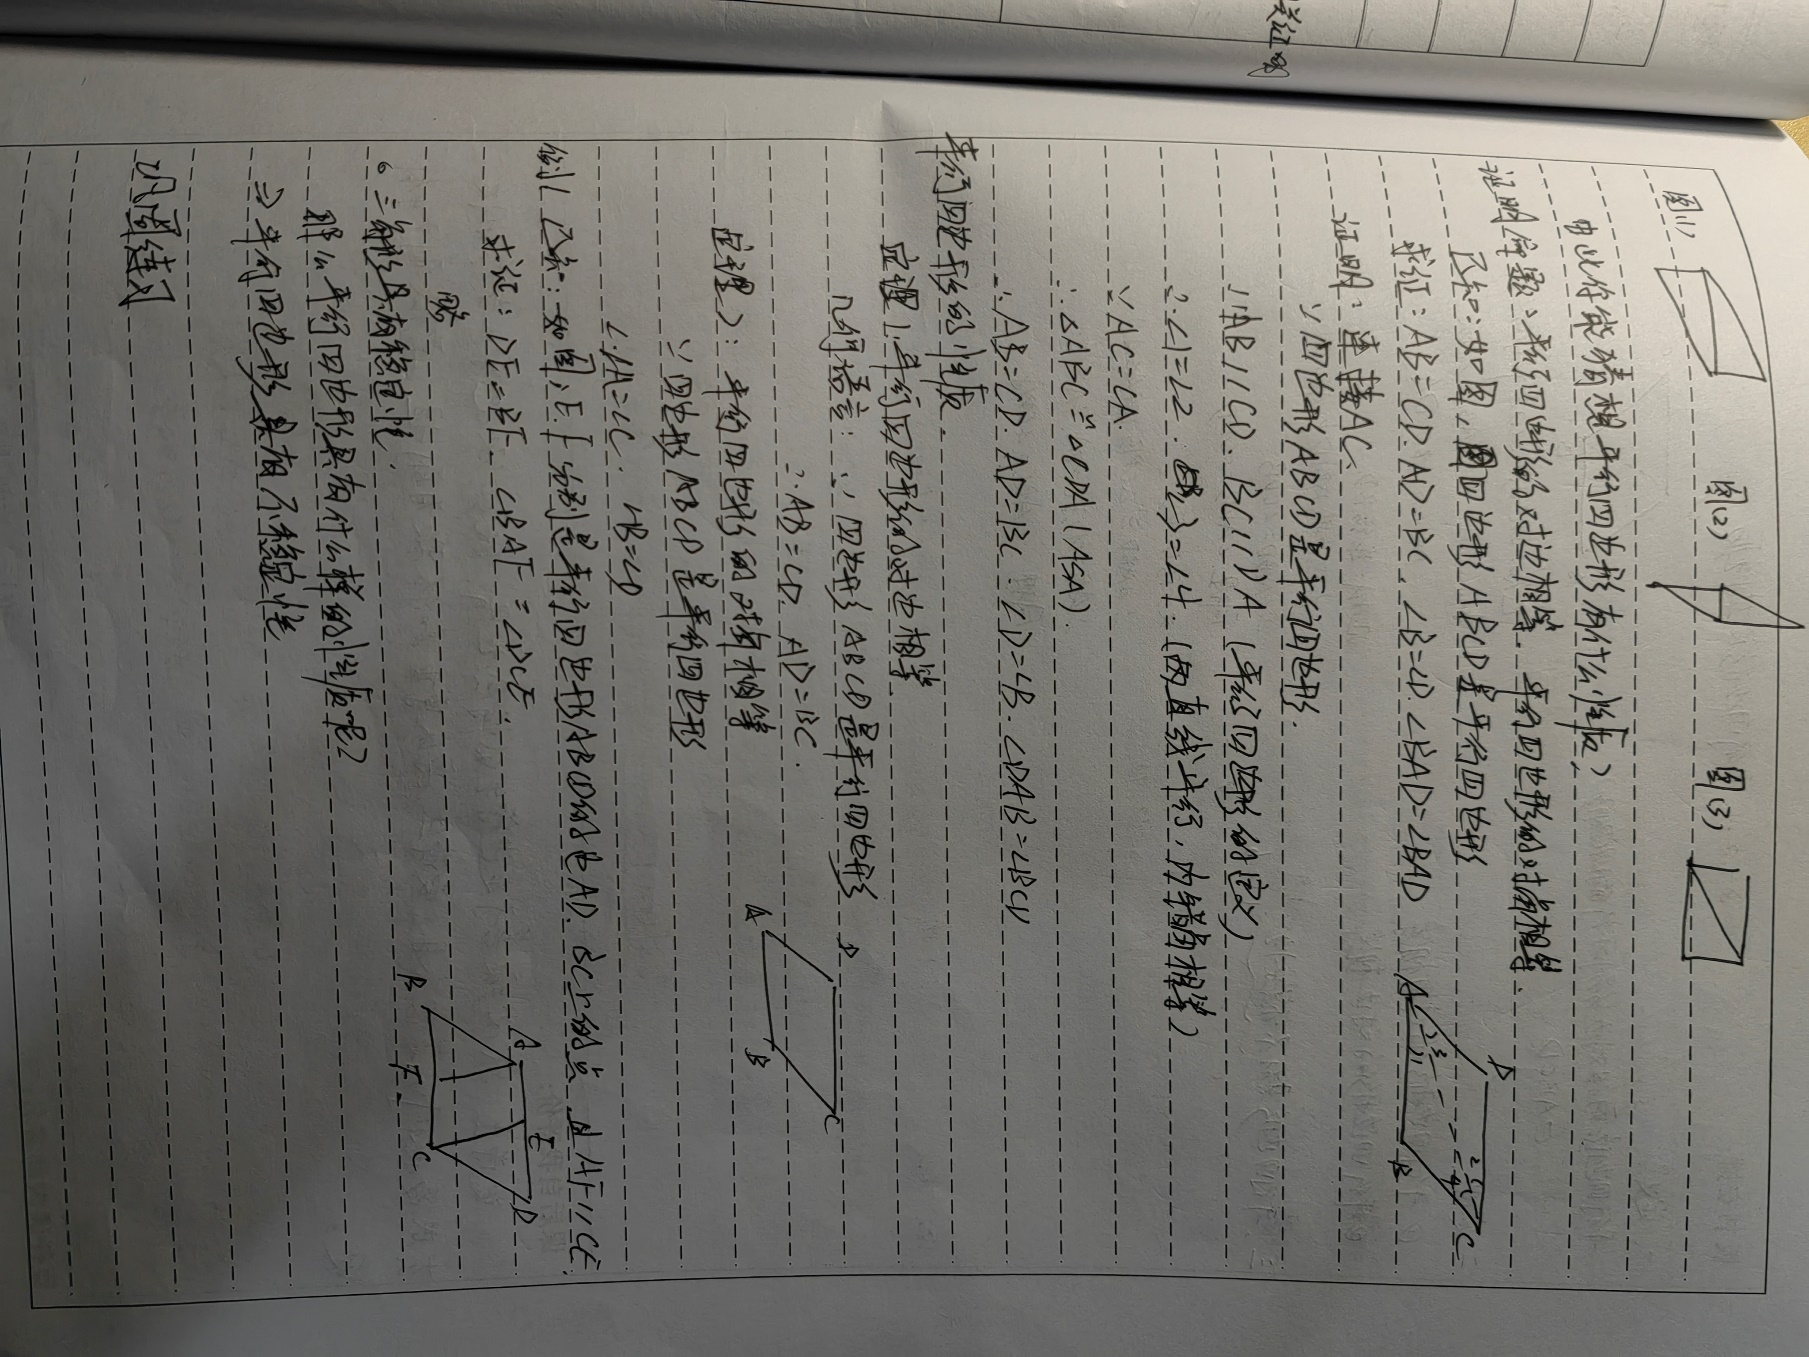 图(1) 图(2) 图(3)
由此你能猜想平行四边形有什么性质?
证明命题:平行四边形的对边相等.平行四边形的对角相等.
已知:如图,四边形ABCD是平行四边形
求证:AB=CD.AD=BC,∠B=∠D.∠BAD=∠BAD
A D 3 1 2 4 B C
证明:连接AC.
∵四边形ABCD是平行四边形.
∴AB//CD.BC//DA(平行四边形的定义)
∴∠1=∠2.∠3=∠4.(两直线平行,内错角相等)
∵AC=CA
∴△ABC≌△CDA(ASA).
∴AB=CD.AD=BC.∠D=∠B.∠DAB=∠BCD
平行四边形的性质.
定理1.平行四边形的对边相等
几何语言:∵四边形ABCD是平行四边形
∴AB=CD.AD=BC.
定理2:平行四边形的对角相等
∵四边形ABCD是平行四边形
∴∠A=∠C.∠B=∠D
D A B C
例1 已知:如图,E.F分别是平行四边形ABCD的边AD.BC上的点 且AF//CE.
求证:DE=BF.∠BAF=∠DCE.
A E D B F C
6.三角形具有稳定性.
那么平行四边形具有什么样的性质呢?
⇒平行四边形具有不稳定性
巩固练习